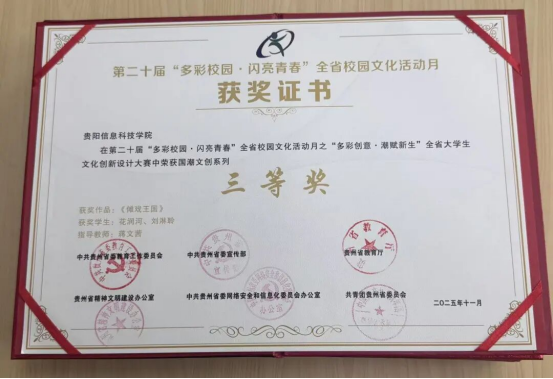 第二十届“多彩校园·闪亮青春”全省校园文化活动月
获奖证书
贵阳信息科技学院
在第二十届“多彩校园·闪亮青春”全省校园文化活动月之“多彩创意·潮赋新生”全省大学生
文化创新设计大赛中荣获国潮文创系列
三等奖
获奖作品：《傩戏王国》
获奖学生：花润河、刘淋聆
指导教师：蒋文茜
中共贵州省委教育工作委员会 中共贵州省委宣传部 贵州省教育厅
贵州省精神文明建设办公室 中共贵州省委网络安全和信息化委员会办公室 共青团贵州省委员会 二〇二五年十一月